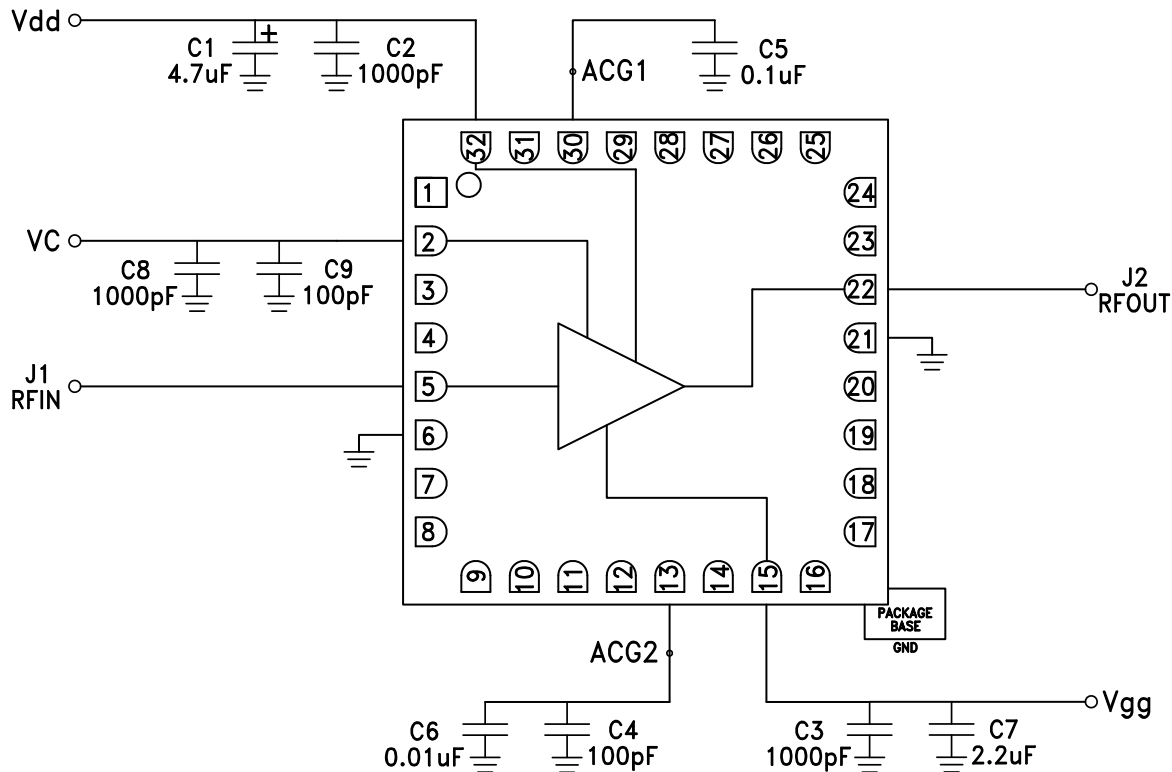 Vdd
+
C1
4.7uF
C2
1000pF
ACG1
C5
0.1uF
32
31
30
29
28
27
26
25
1
2
3
4
5
6
7
8
24
23
22
21
20
19
18
17
9
10
11
12
13
14
15
16
VC
C8
1000pF
C9
100pF
J1
RFIN
J2
RFOUT
PACKAGE
BASE
GND
ACG2
C6
0.01uF
C4
100pF
C3
1000pF
C7
2.2uF
Vgg